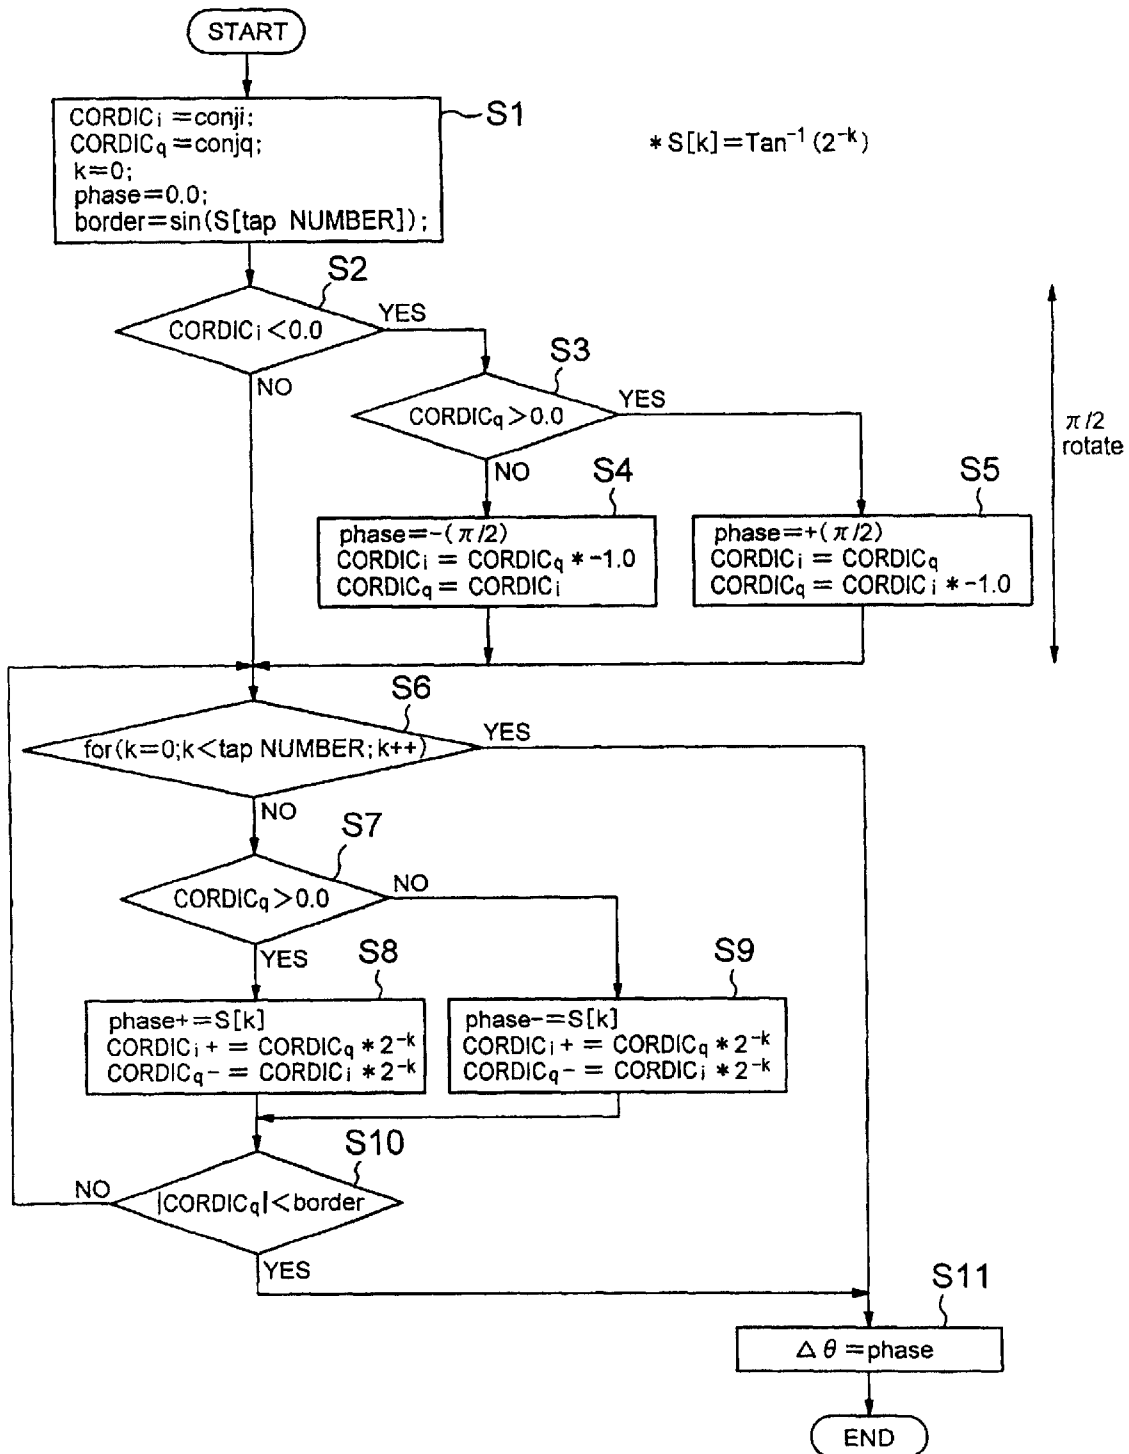 START
S1
CORDICi=conji;
CORDICq=conjq;
k=0;
phase=0.0;
border=sin(S[tap NUMBER]);
*S[k]=Tan⁻¹(2⁻ᵏ)
S2
CORDICi<0.0
YES
NO
S3
CORDICq>0.0
YES
NO
π/2
rotate
S4
phase=-(π/2)
CORDICi = CORDICq *-1.0
CORDICq = CORDICi
S5
phase=+(π/2)
CORDICi = CORDICq
CORDICq = CORDICi *-1.0
S6
for(k=0;k<tap NUMBER;k++)
YES
NO
S7
CORDICq>0.0
NO
YES
S8
phase+=S[k]
CORDICi+ = CORDICq *2⁻ᵏ
CORDICq- = CORDICi *2⁻ᵏ
S9
phase-=S[k]
CORDICi+ = CORDICq *2⁻ᵏ
CORDICq- = CORDICi *2⁻ᵏ
S10
|CORDICq|<border
NO
YES
S11
Δθ=phase
END